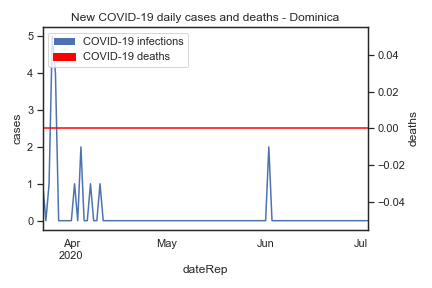 New COVID-19 daily cases and deaths - Dominica
COVID-19 infections
COVID-19 deaths
5
4
3
2
1
0
cases
0.04
0.02
0.00
−0.02
−0.04
deaths
Apr
2020
May
Jun
Jul
dateRep